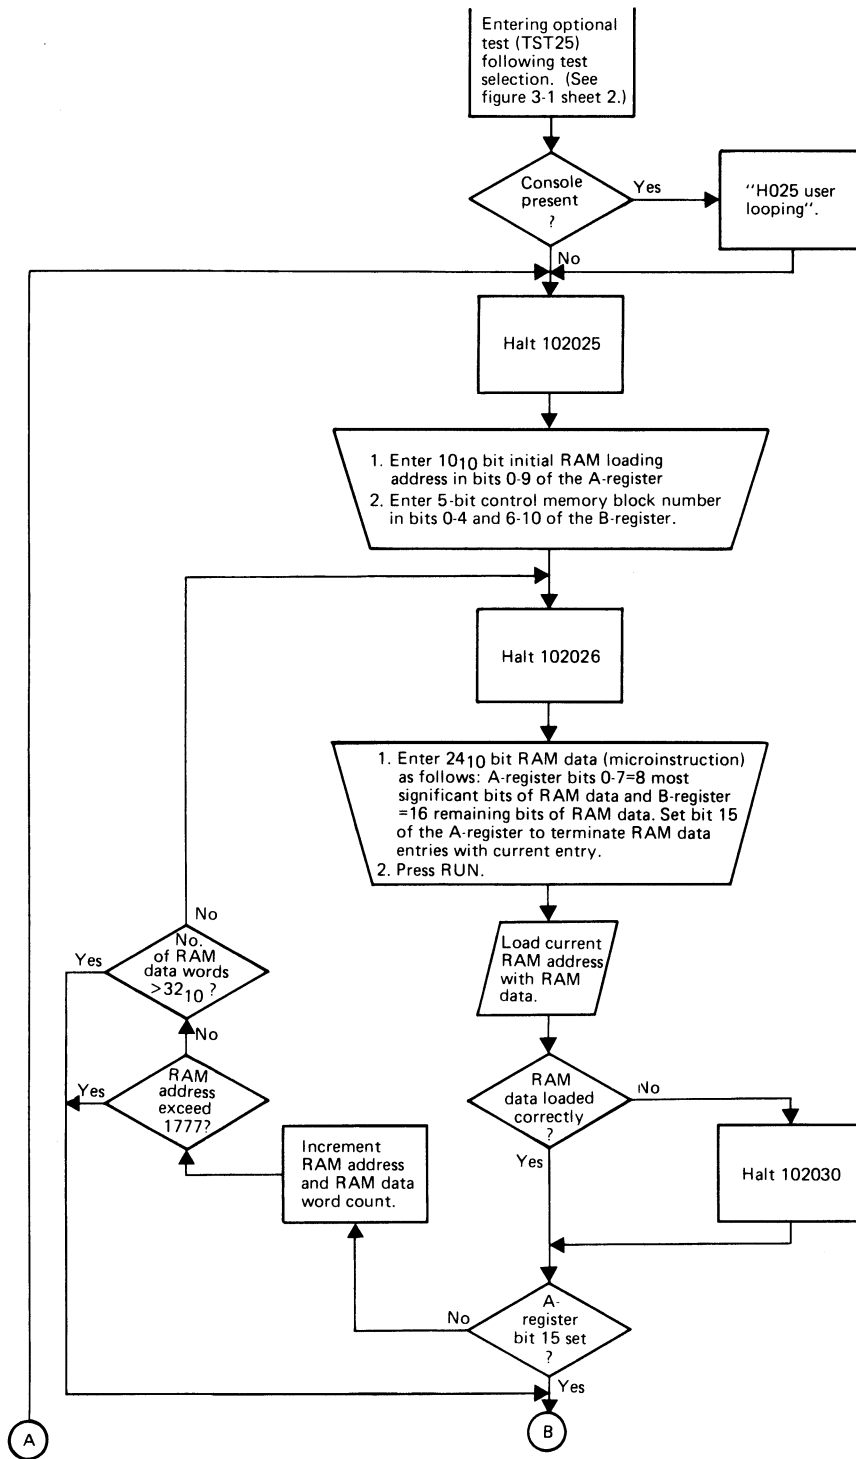 Entering optional
test (TST25)
following test
selection. (See
figure 3-1 sheet 2.)
Console
present
?
Yes
"H025 user
looping".
No
Halt 102025
1. Enter 10₁₀ bit initial RAM loading
address in bits 0-9 of the A-register
2. Enter 5-bit control memory block number
in bits 0-4 and 6-10 of the B-register.
Halt 102026
1. Enter 24₁₀ bit RAM data (microinstruction)
as follows: A-register bits 0-7=8 most
significant bits of RAM data and B-register
=16 remaining bits of RAM data. Set bit 15
of the A-register to terminate RAM data
entries with current entry.
2. Press RUN.
No
Yes
No.
of RAM
data words
>32₁₀ ?
Load current
RAM address
with RAM
data.
No
Yes
RAM
address
exceed
1777?
RAM
data loaded
correctly
?
No
Yes
Increment
RAM address
and RAM data
word count.
Halt 102030
No
A-
register
bit 15 set
?
Yes
A
B